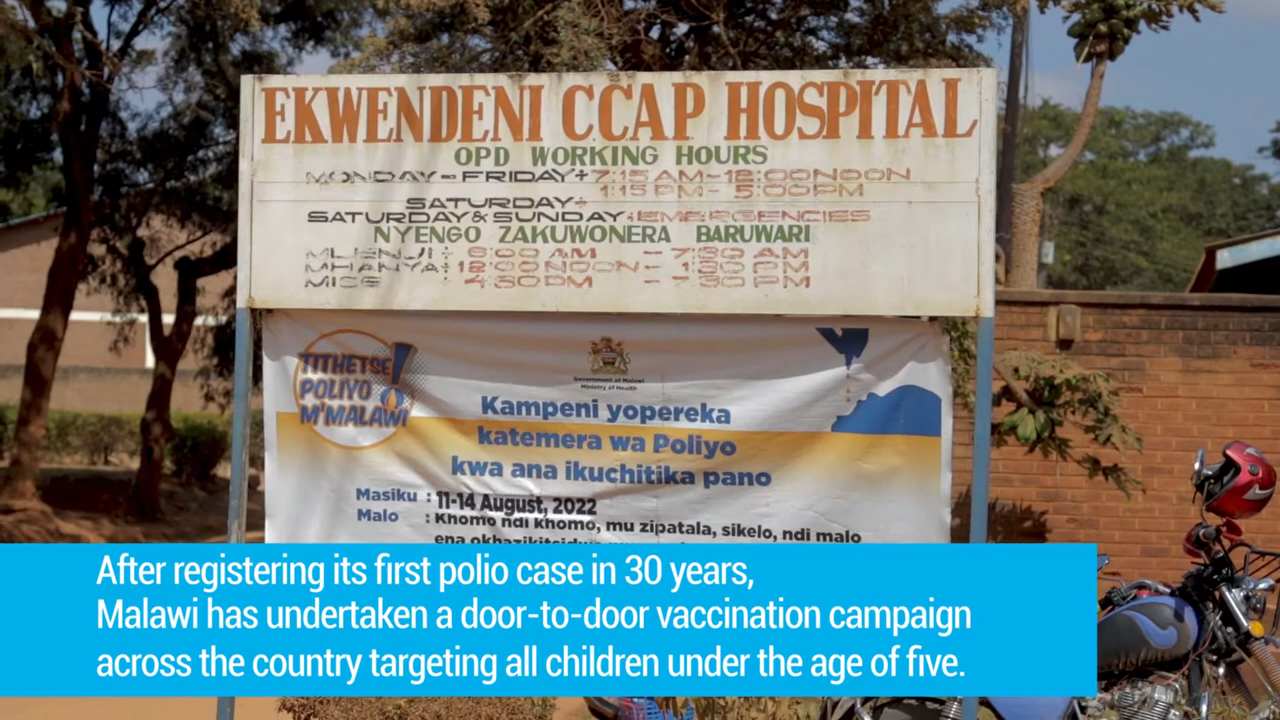 EKWENDENI CCAP HOSPITAL
OPD WORKING HOURS
MONDAY - FRIDAY: 7:15 AM - 12:00NOON
1:15 PM - 5:00PM
SATURDAY:
SATURDAY & SUNDAY: EMERGENCIES
NYENGO ZAKUWONERA BARUWARI
MLENJI: 6:00 AM - 7:30 AM
MHANYA: 12:00NOON - 1:30 PM
MISE 4:30PM - 7:30 PM
TITHETSE
POLIYO
M'MALAWI!
Government of Malawi
Ministry of Health
Kampeni yopereka
katemera wa Poliyo
kwa ana ikuchitika pano
Masiku : 11-14 August, 2022
Malo : Khomo ndi khomo, mu zipatala, sikelo, ndi malo
ena
After registering its first polio case in 30 years,
Malawi has undertaken a door-to-door vaccination campaign
across the country targeting all children under the age of five.